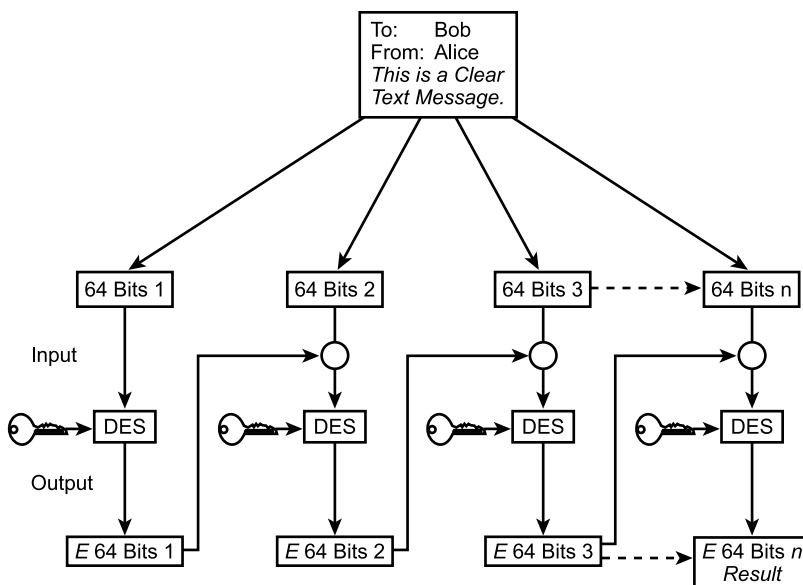 To: Bob
From: Alice
This is a Clear
Text Message.
64 Bits 1
64 Bits 2
64 Bits 3
64 Bits n
Input
DES
DES
DES
DES
Output
E 64 Bits 1
E 64 Bits 2
E 64 Bits 3
E 64 Bits n
Result